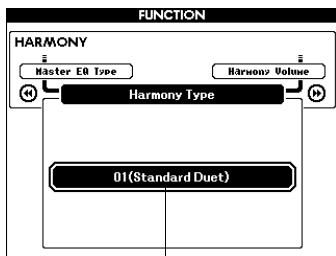 FUNCTION
HARMONY
Master EQ Type
Harmony Volume
Harmony Type
01(Standard Duet)